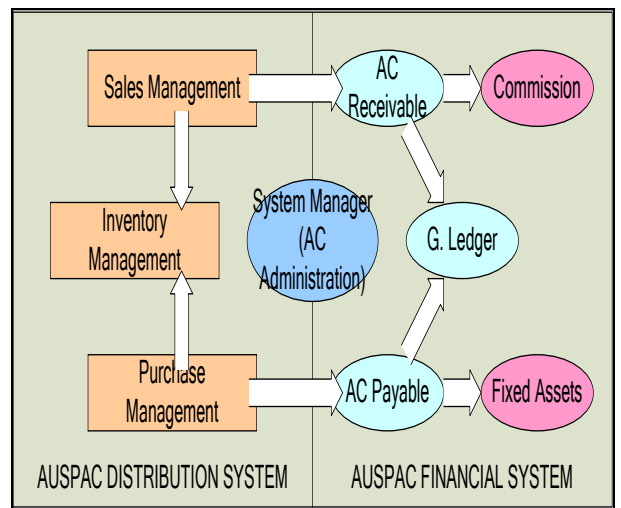 Sales Management
AC
Receivable
Commission
Inventory
Management
System Manager
(AC
Administration)
G. Ledger
Purchase
Management
AC Payable
Fixed Assets
AUSPAC DISTRIBUTION SYSTEM
AUSPAC FINANCIAL SYSTEM